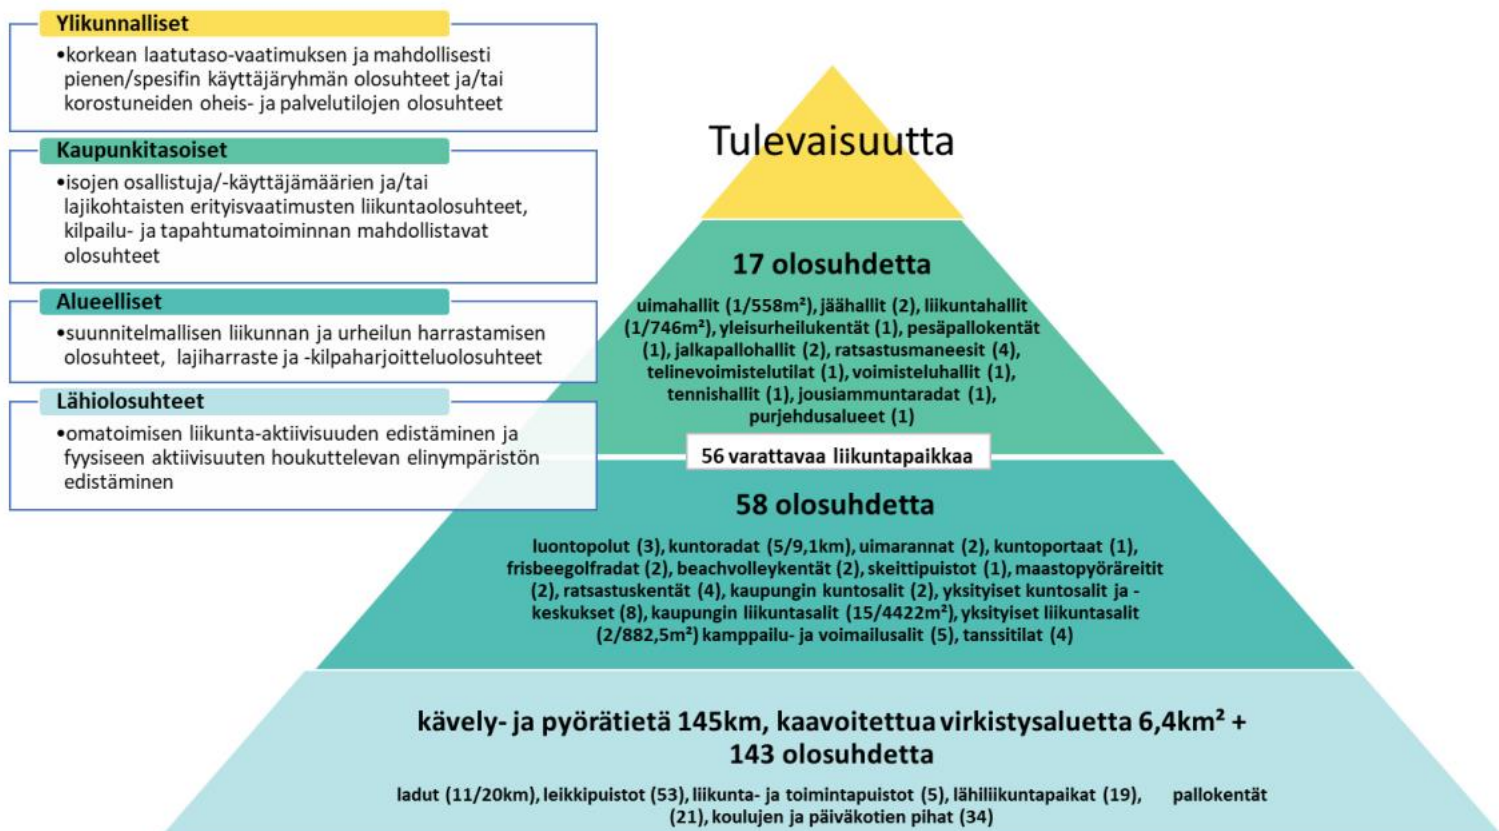 Ylikunnalliset
•korkean laatutaso-vaatimuksen ja mahdollisesti
pienen/spesifin käyttäjäryhmän olosuhteet ja/tai
korostuneiden oheis- ja palvelutilojen olosuhteet
Kaupunkitasoiset
•isojen osallistuja/-käyttäjämäärien ja/tai
lajikohtaisten erityisvaatimusten liikuntaolosuhteet,
kilpailu- ja tapahtumatoiminnan mahdollistavat
olosuhteet
Alueelliset
•suunnitelmallisen liikunnan ja urheilun harrastamisen
olosuhteet, lajiharraste ja -kilpaharjoitteluolosuhteet
Lähiolosuhteet
•omatoimisen liikunta-aktiivisuuden edistäminen ja
fyysiseen aktiivisuuten houkuttelevan elinympäristön
edistäminen
Tulevaisuutta
17 olosuhdetta
uimahallit (1/558m²), jäähallit (2), liikuntahallit
(1/746m²), yleisurheilukentät (1), pesäpallokentät
(1), jalkapallohallit (2), ratsastusmaneesit (4),
telinevoimistelutilat (1), voimisteluhallit (1),
tennishallit (1), jousiammuntaradat (1),
purjehdusalueet (1)
56 varattavaa liikuntapaikkaa
58 olosuhdetta
luontopolut (3), kuntoradat (5/9,1km), uimarannat (2), kuntoportaat (1),
frisbeegolfradat (2), beachvolleykentät (2), skeittipuistot (1), maastopyöräreitit
(2), ratsastuskentät (4), kaupungin kuntosalit (2), yksityiset kuntosalit ja -
keskukset (8), kaupungin liikuntasalit (15/4422m²), yksityiset liikuntasalit
(2/882,5m²) kamppailu- ja voimailusalit (5), tanssitilat (4)
kävely- ja pyörätietä 145km, kaavoitettua virkistysaluetta 6,4km² +
143 olosuhdetta
ladut (11/20km), leikkipuistot (53), liikunta- ja toimintapuistot (5), lähiliikuntapaikat (19), pallokentät
(21), koulujen ja päiväkotien pihat (34)